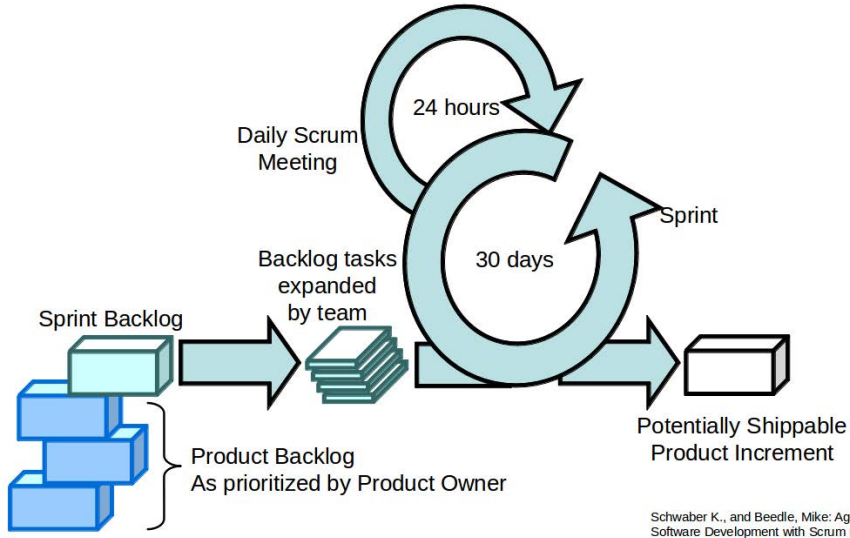 24 hours
Daily Scrum
Meeting
Sprint
30 days
Backlog tasks
expanded
by team
Sprint Backlog
Potentially Shippable
Product Increment
Product Backlog
As prioritized by Product Owner
Schwaber K., and Beedle, Mike: Ag
Software Development with Scrum